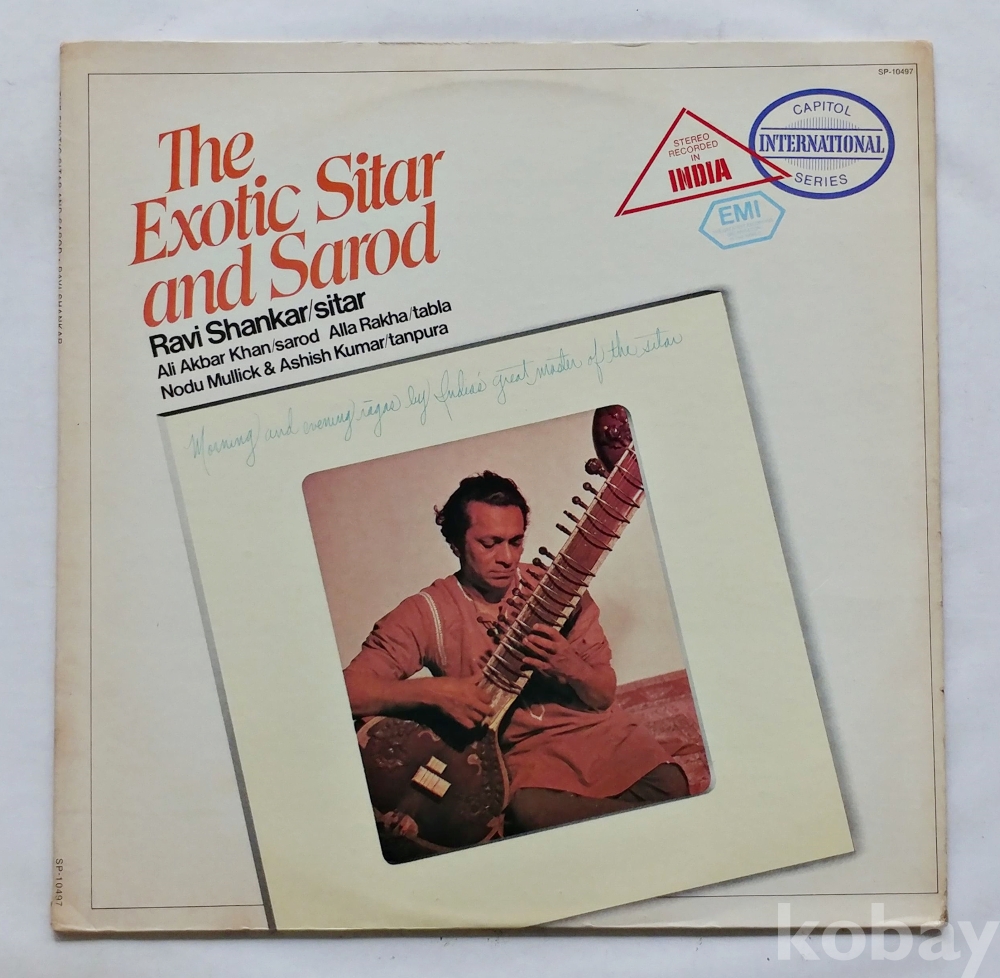 SP-10497
The
Exotic Sitar
and Sarod
Ravi Shankar/sitar
Ali Akbar Khan/sarod Alla Rakha/tabla
Nodu Mullick & Ashish Kumar/tanpura
STEREO
RECORDED
IN
INDIA
CAPITOL
INTERNATIONAL
SERIES
EMI
Morning and evening ragas by India's great master of the sitar
SP-10497
kobay